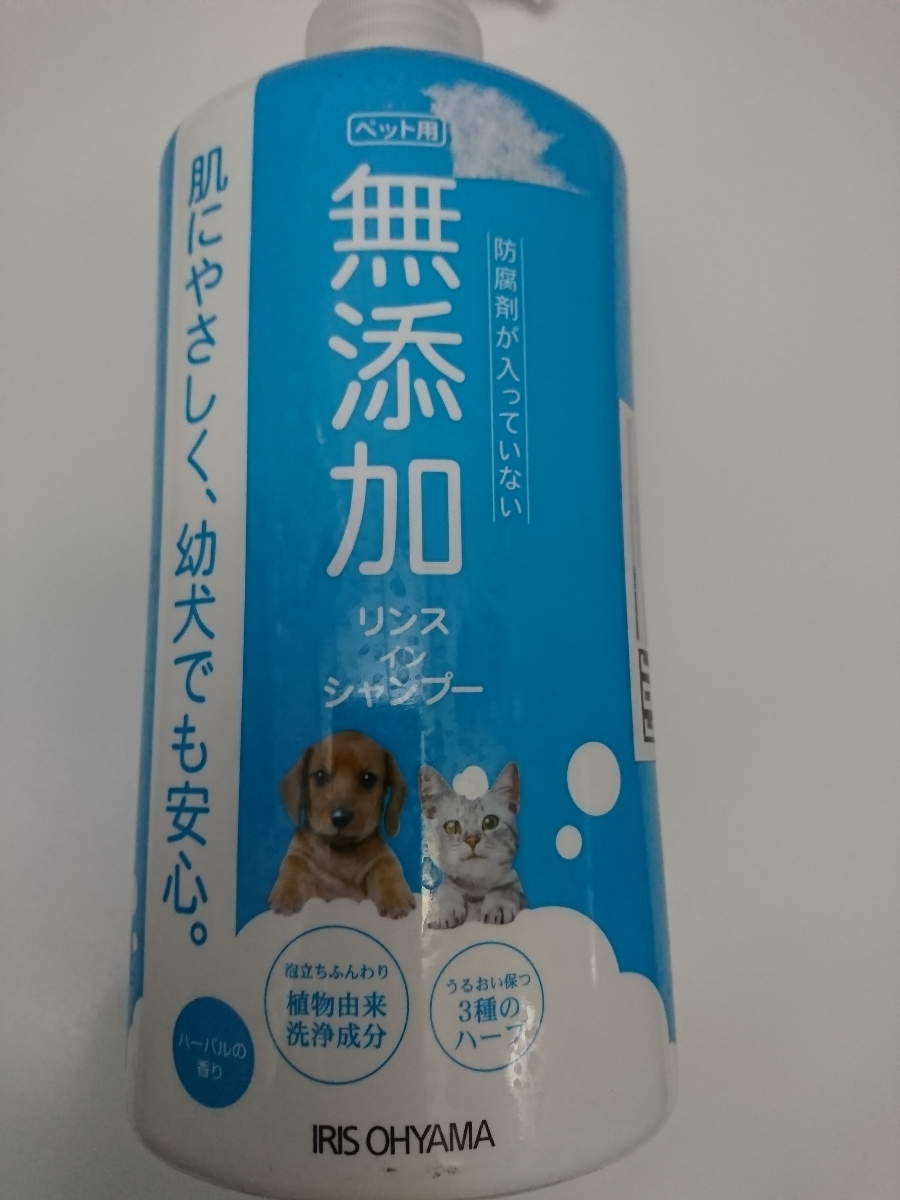 ペット用
無添加
防腐剤が入っていない
リンス
イン
シャンプー
肌にやさしく、幼犬でも安心。
泡立ちふんわり
植物由来
洗浄成分
うるおい保つ
3種の
ハーブ
ハーバルの
香り
IRIS OHYAMA